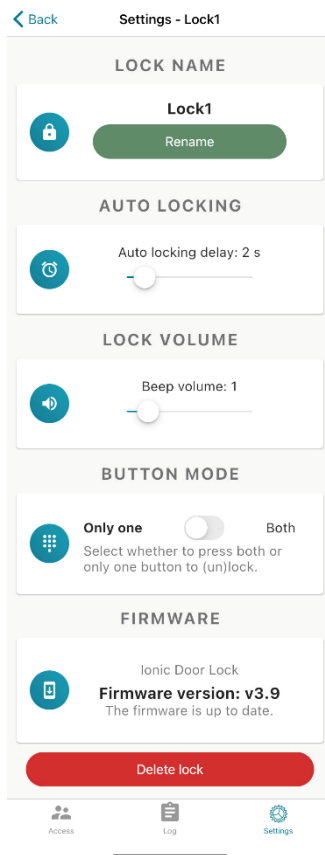 Back
Settings - Lock1
LOCK NAME
Lock1
Rename
AUTO LOCKING
Auto locking delay: 2 s
LOCK VOLUME
Beep volume: 1
BUTTON MODE
Only one
Both
Select whether to press both or
only one button to (un)lock.
FIRMWARE
Ionic Door Lock
Firmware version: v3.9
The firmware is up to date.
Delete lock
Access
Log
Settings